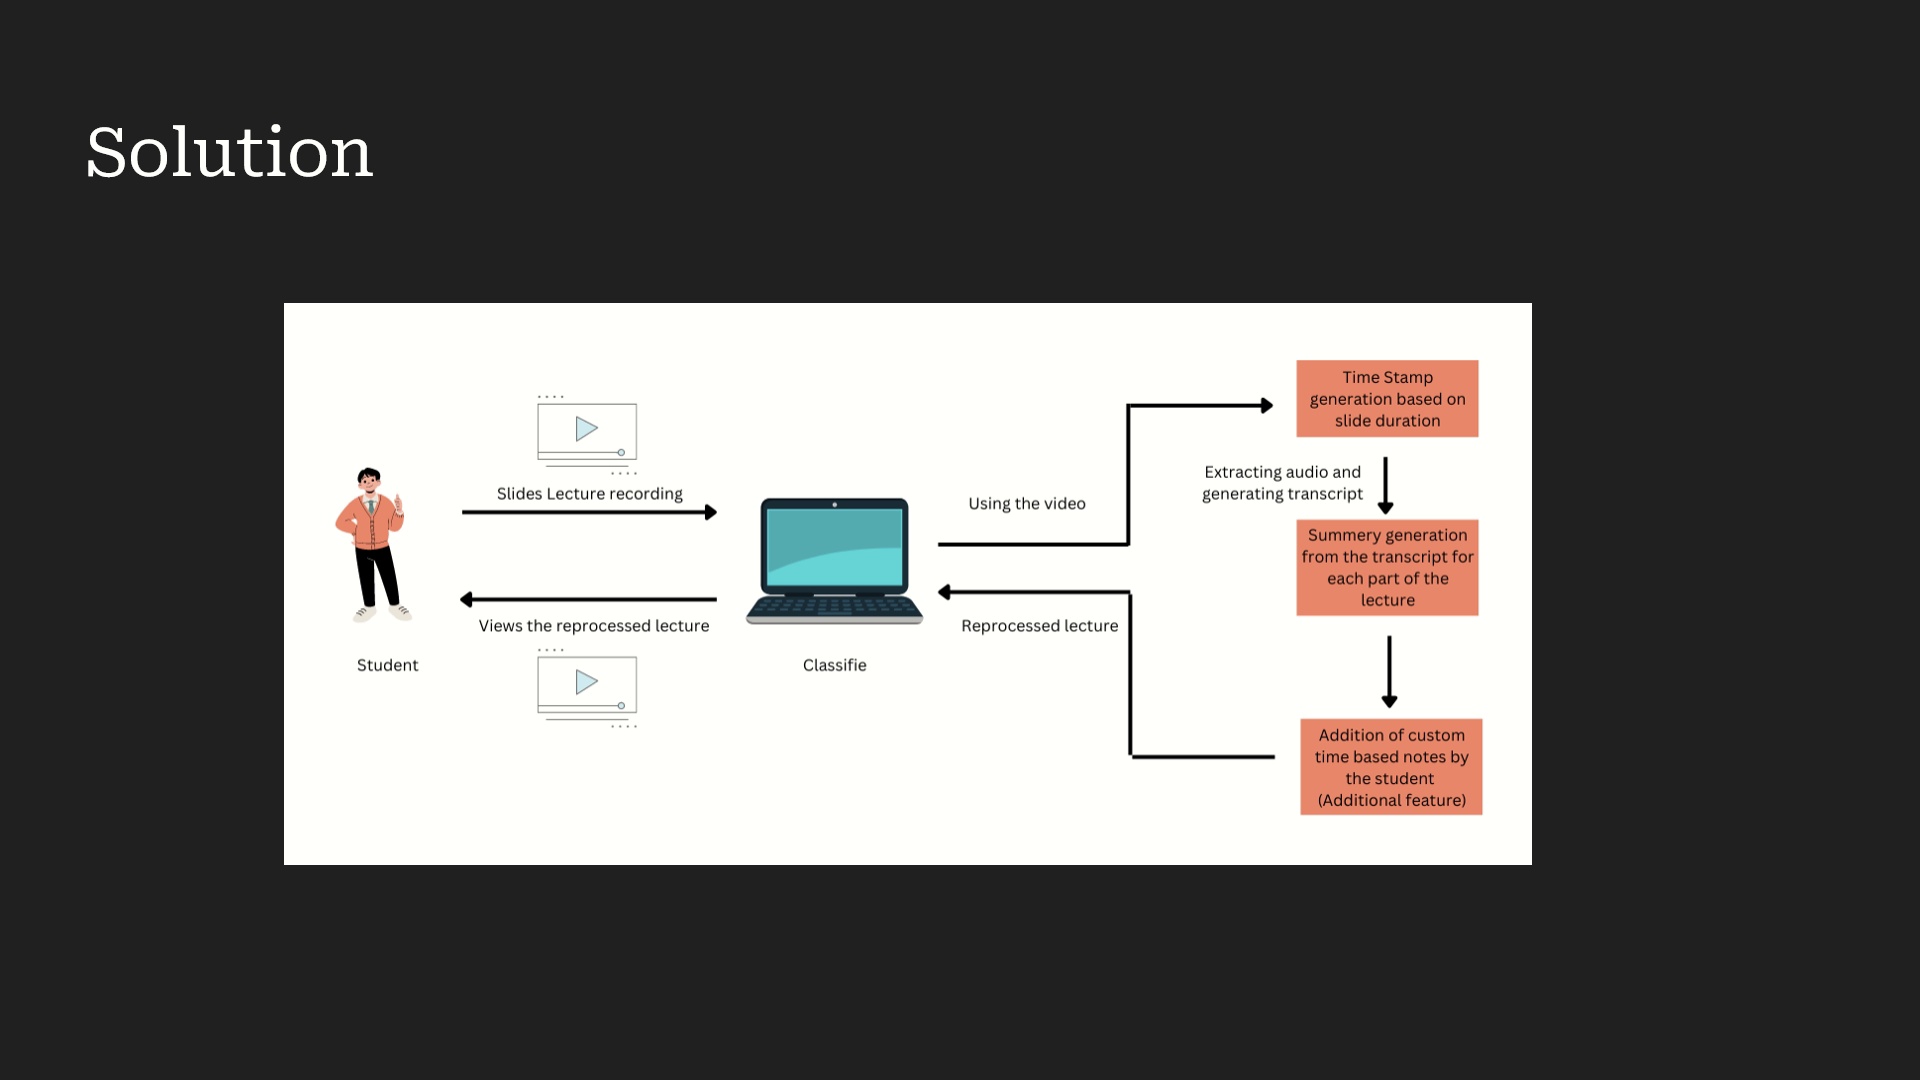 Solution
Slides Lecture recording
Views the reprocessed lecture
Student
Classifie
Using the video
Reprocessed lecture
Time Stamp
generation based on
slide duration
Extracting audio and
generating transcript
Summery generation
from the transcript for
each part of the
lecture
Addition of custom
time based notes by
the student
(Additional feature)